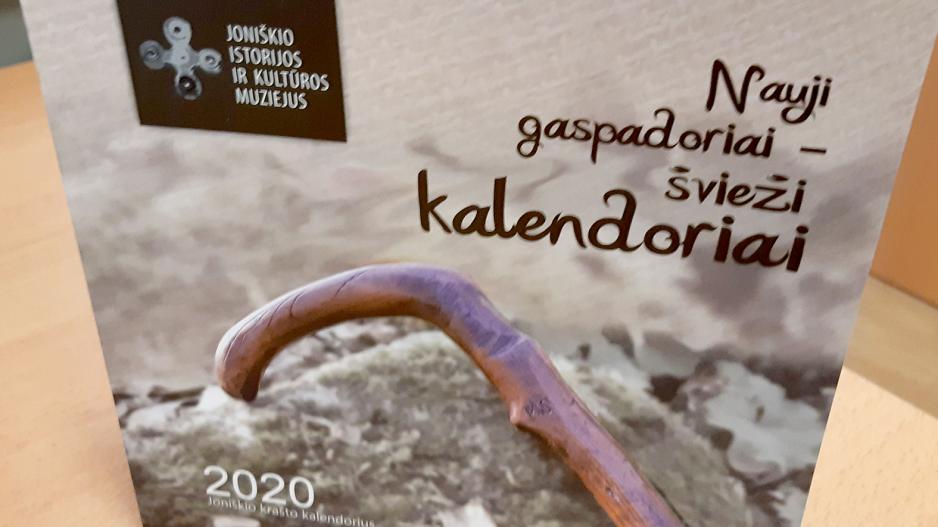 JONIŠKIO
ISTORIJOS
IR KULTŪROS
MUZIEJUS
Nauji
gaspadoriai –
švieži
kalendoriai
2020
Joniškio krašto kalendorius